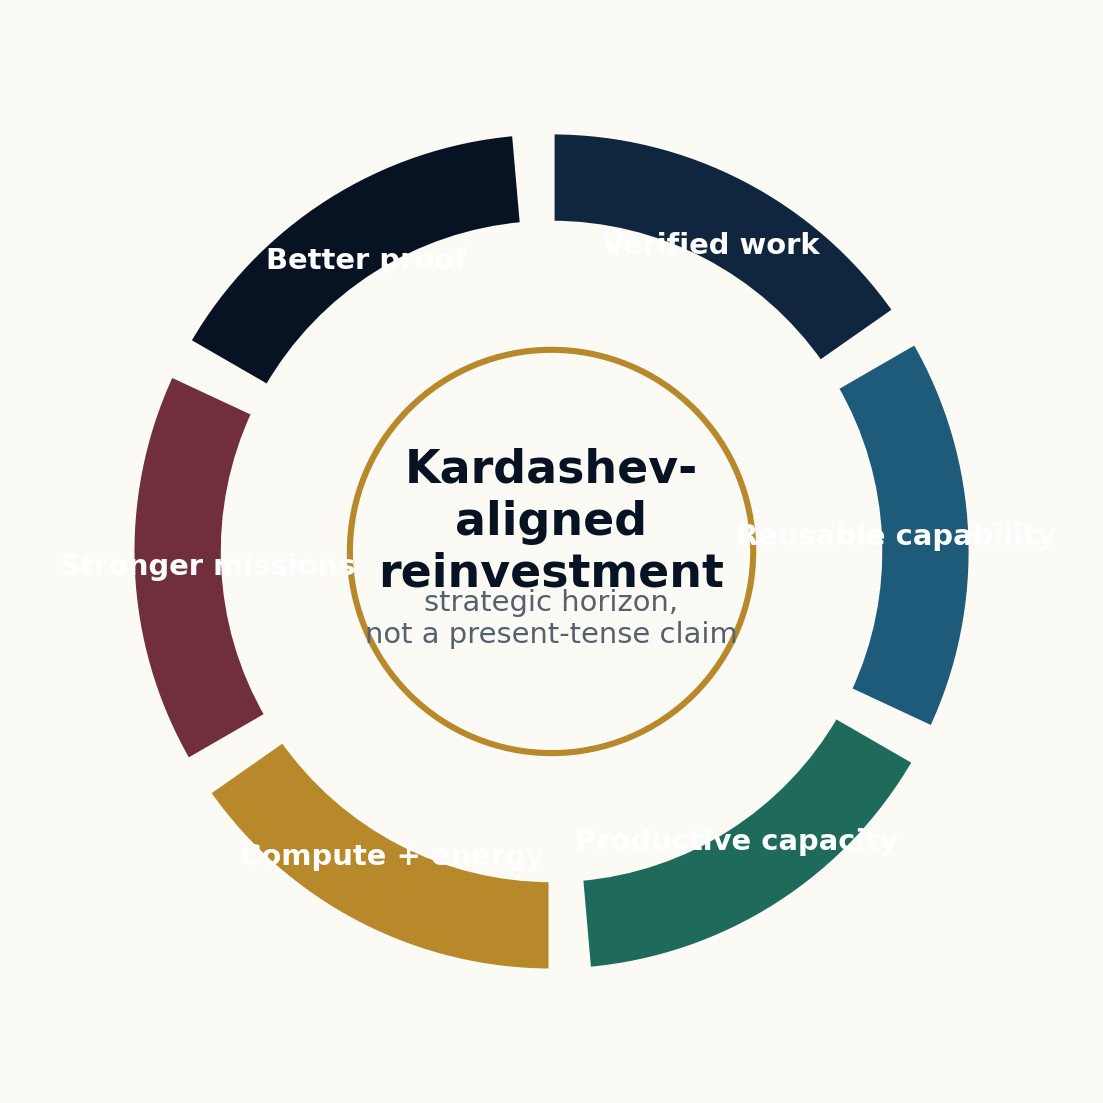 Better proof
Verified work
Kardashev-
aligned
reinvestment
strategic horizon,
not a present-tense claim
Reusable capability
Stronger missions
Productive capacity
Compute + energy